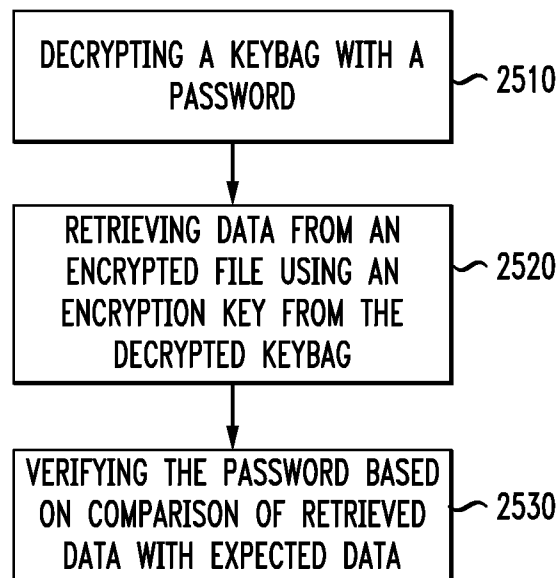 DECRYPTING A KEYBAG WITH A
PASSWORD
2510
RETRIEVING DATA FROM AN
ENCRYPTED FILE USING AN
ENCRYPTION KEY FROM THE
DECRYPTED KEYBAG
2520
VERIFYING THE PASSWORD BASED
ON COMPARISON OF RETRIEVED
DATA WITH EXPECTED DATA
2530